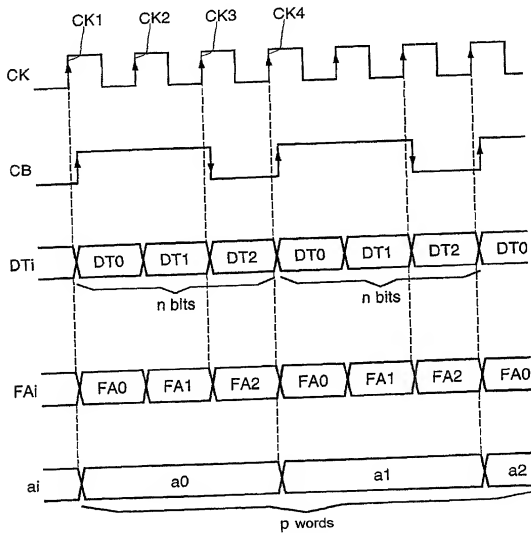 CK1 CK2 CK3 CK4
CK
CB
DTi DT0 DT1 DT2 DT0 DT1 DT2 DT0
n bits n bits
FAi FA0 FA1 FA2 FA0 FA1 FA2 FA0
ai a0 a1 a2
p words